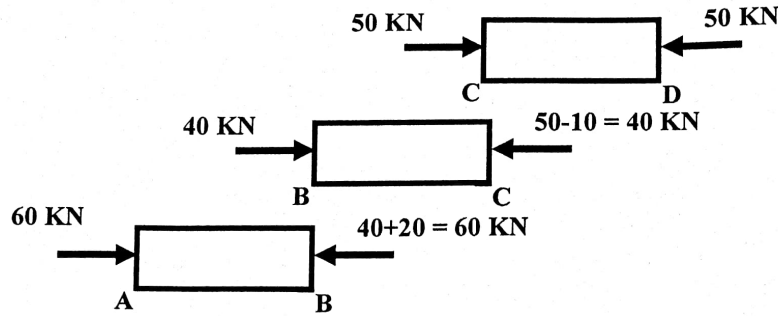 50 KN 50 KN
C D
40 KN 50-10 = 40 KN
B C
60 KN 40+20 = 60 KN
A B